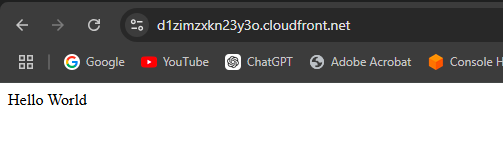 d1zimzxkn23y3o.cloudfront.net
Google YouTube ChatGPT Adobe Acrobat Console H
Hello World